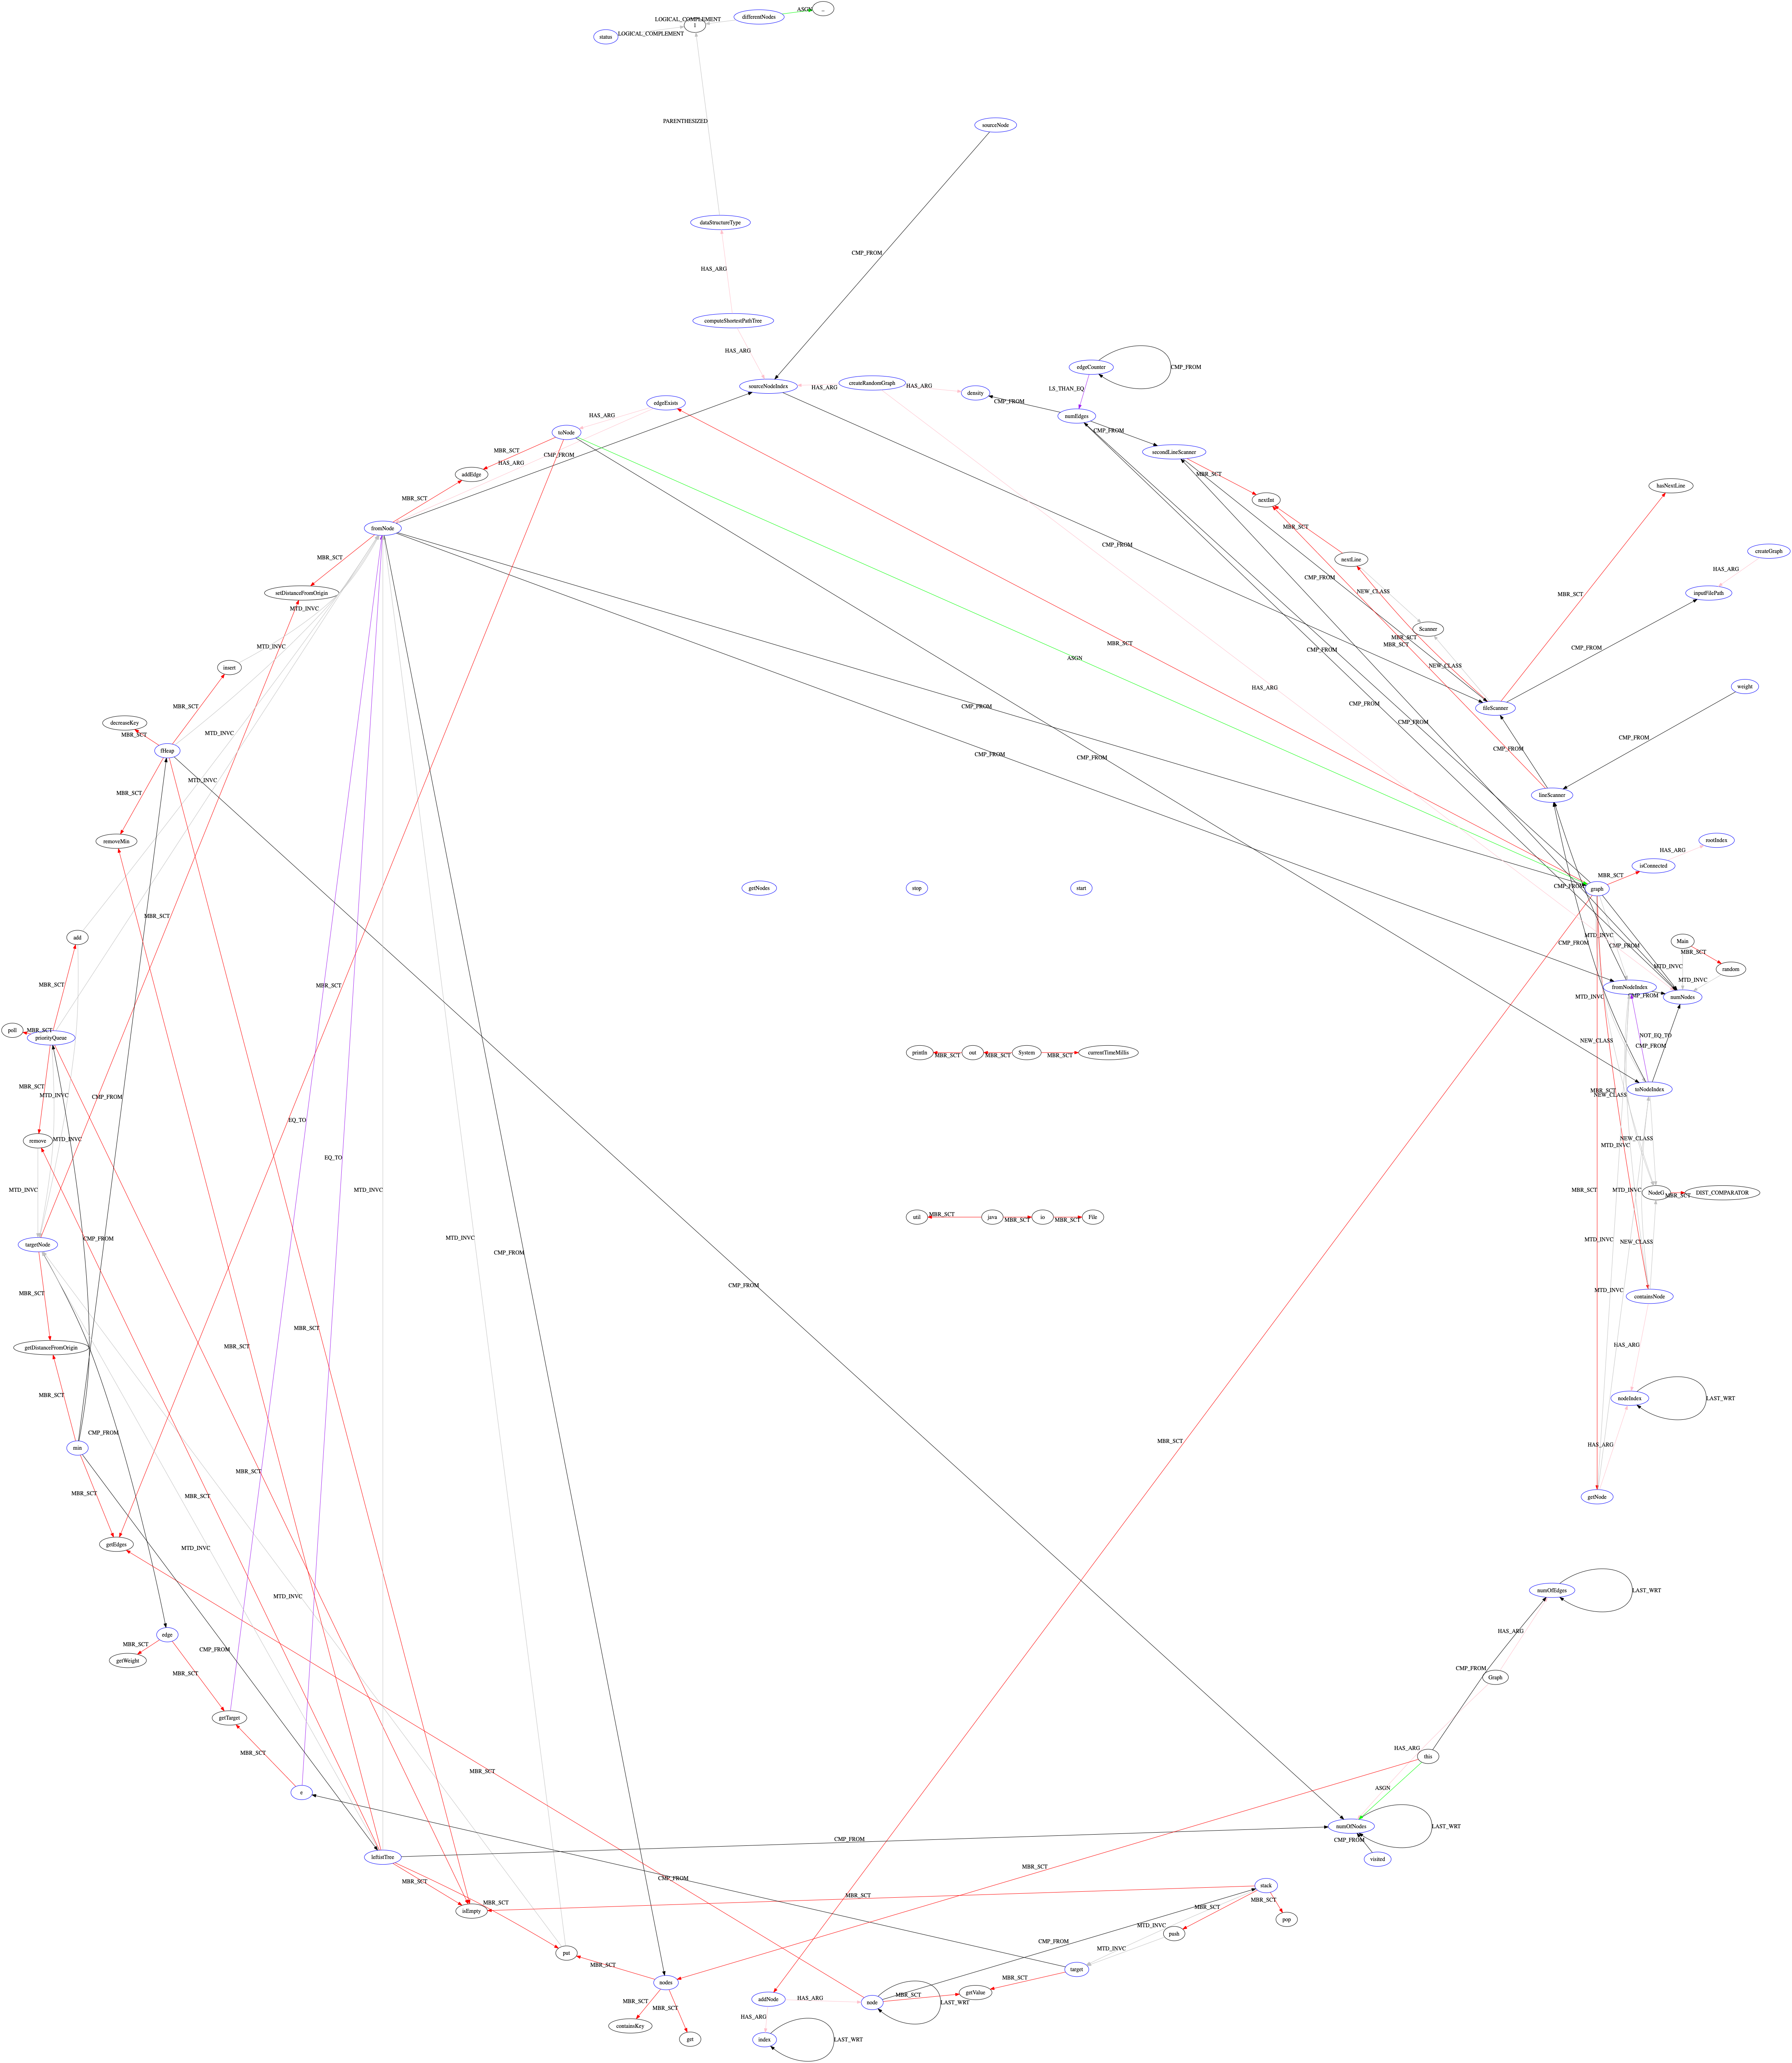 ASGN
_
LOGICAL_COMPLEMENT
differentNodes
1
status
LOGICAL_COMPLEMENT
PARENTHESIZED
sourceNode
dataStructureType
CMP_FROM
HAS_ARG
computeShortestPathTree
HAS_ARG
edgeCounter
CMP_FROM
sourceNodeIndex
HAS_ARG
createRandomGraph
HAS_ARG
density
LS_THAN_EQ
CMP_FROM
edgeExists
HAS_ARG
numEdges
toNode
CMP_FROM
MBR_SCT
CMP_FROM
secondLineScanner
HAS_ARG
addEdge
MBR_SCT
nextInt
hasNextLine
MBR_SCT
fromNode
MBR_SCT
CMP_FROM
nextLine
createGraph
MBR_SCT
HAS_ARG
CMP_FROM
setDistanceFromOrigin
NEW_CLASS
inputFilePath
MTD_INVC
MBR_SCT
Scanner
MBR_SCT
MBR_SCT
MTD_INVC
CMP_FROM
CMP_FROM
ASGN
insert
NEW_CLASS
HAS_ARG
weight
CMP_FROM
MBR_SCT
CMP_FROM
fileScanner
decreaseKey
CMP_FROM
MBR_SCT
MTD_INVC
CMP_FROM
fHeap
CMP_FROM
CMP_FROM
CMP_FROM
MTD_INVC
MBR_SCT
lineScanner
removeMin
rootIndex
HAS_ARG
isConnected
MBR_SCT
getNodes
stop
start
graph
CMP_FROM
MBR_SCT
add
MTD_INVC
Main
CMP_FROM
CMP_FROM
MBR_SCT
MTD_INVC
random
MBR_SCT
MTD_INVC
MBR_SCT
fromNodeIndex
CMP_FROM
numNodes
MTD_INVC
poll
MBR_SCT
priorityQueue
NOT_EQ_TO
NEW_CLASS
CMP_FROM
println
MBR_SCT
out
MBR_SCT
System
MBR_SCT
currentTimeMillis
MBR_SCT
MTD_INVC
CMP_FROM
MBR_SCT
NEW_CLASS
toNodeIndex
EQ_TO
remove
MTD_INVC
NEW_CLASS
MTD_INVC
EQ_TO
MTD_INVC
MTD_INVC
MBR_SCT
MTD_INVC
NodeG
MBR_SCT
DIST_COMPARATOR
util
MBR_SCT
java
MBR_SCT
io
MBR_SCT
File
CMP_FROM
MTD_INVC
targetNode
CMP_FROM
MTD_INVC
NEW_CLASS
MBR_SCT
CMP_FROM
MTD_INVC
containsNode
MBR_SCT
getDistanceFromOrigin
MBR_SCT
HAS_ARG
MBR_SCT
nodeIndex
LAST_WRT
CMP_FROM
MBR_SCT
HAS_ARG
min
MBR_SCT
MBR_SCT
MBR_SCT
getNode
getEdges
MTD_INVC
numOfEdges
LAST_WRT
MTD_INVC
HAS_ARG
edge
MBR_SCT
CMP_FROM
getWeight
MBR_SCT
CMP_FROM
Graph
getTarget
HAS_ARG
this
MBR_SCT
MBR_SCT
ASGN
e
numOfNodes
LAST_WRT
CMP_FROM
CMP_FROM
leftistTree
visited
MBR_SCT
CMP_FROM
MBR_SCT
stack
MBR_SCT
MBR_SCT
MBR_SCT
MBR_SCT
isEmpty
pop
MTD_INVC
push
CMP_FROM
put
MTD_INVC
MBR_SCT
target
MBR_SCT
nodes
getValue
HAS_ARG
MBR_SCT
addNode
node
LAST_WRT
MBR_SCT
MBR_SCT
HAS_ARG
containsKey
get
index
LAST_WRT